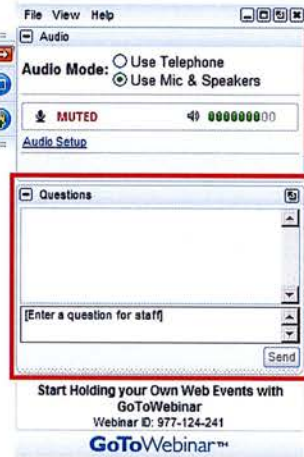 File View Help
Audio
Audio Mode: Use Telephone
Use Mic & Speakers
MUTED 000000000
Audio Setup
Questions
[Enter a question for staff]
Send
Start Holding your Own Web Events with
GoToWebinar
Webinar ID: 977-124-241
GoToWebinar™